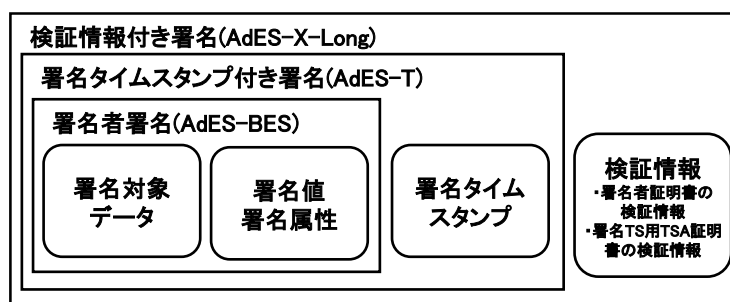 検証情報付き署名(AdES-X-Long)
署名タイムスタンプ付き署名(AdES-T)
署名者署名(AdES-BES)
署名対象
データ
署名値
署名属性
署名タイム
スタンプ
検証情報
・署名者証明書の
検証情報
・署名TS用TSA証明
書の検証情報